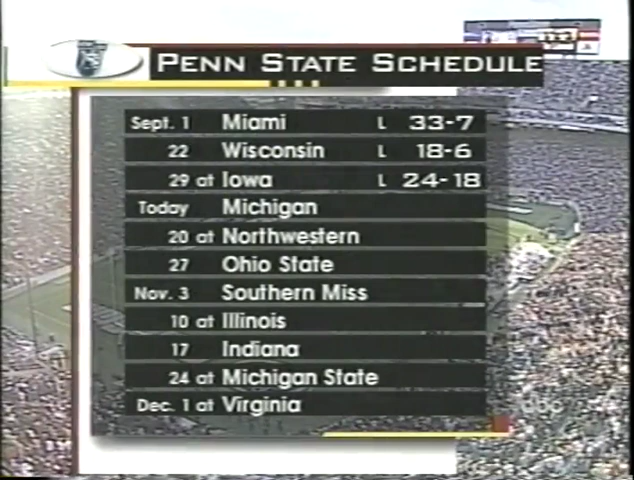 PENN STATE SCHEDULE
Sept. 1 Miami L 33-7
22 Wisconsin L 18-6
29 at Iowa L 24-18
Today Michigan
20 at Northwestern
27 Ohio State
Nov. 3 Southern Miss
10 at Illinois
17 Indiana
24 at Michigan State
Dec. 1 at Virginia
abc